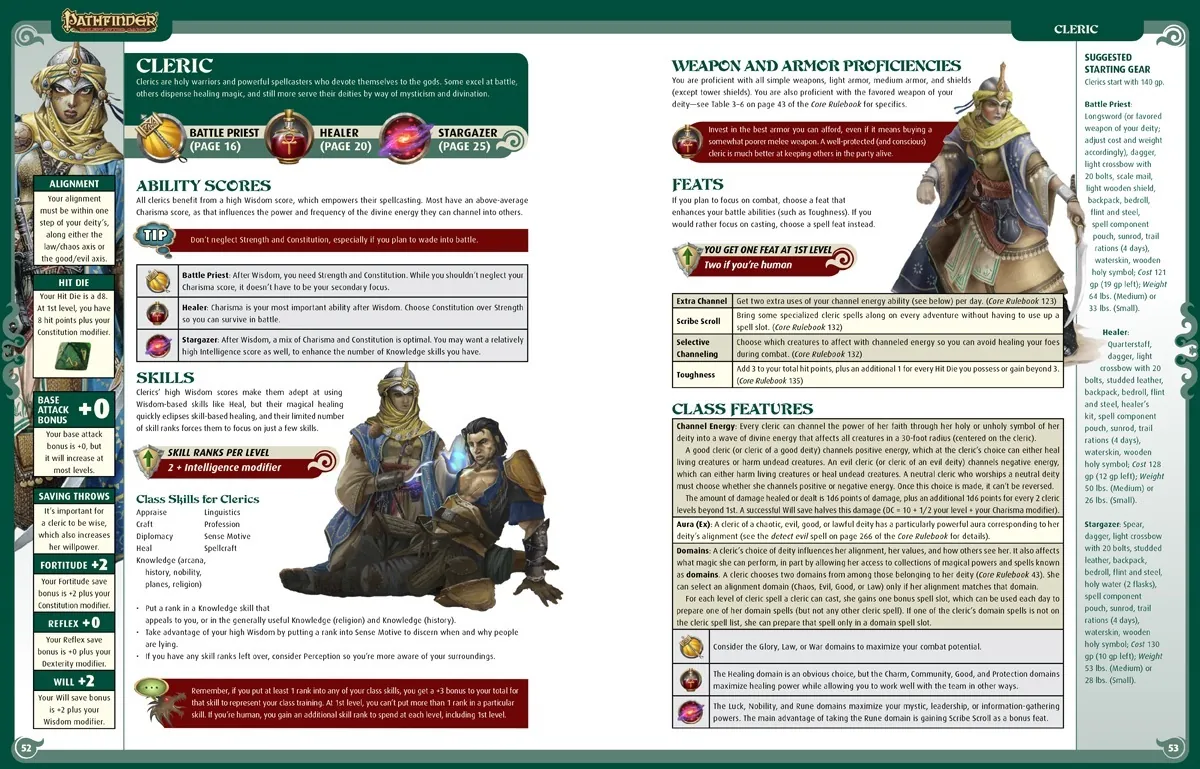 PATHFINDER
ROLEPLAYING GAME
CLERIC
CLERIC
Clerics are holy warriors and powerful spellcasters who devote themselves to the gods. Some excel at battle,
others dispense healing magic, and still more serve their deities by way of mysticism and divination.
BATTLE PRIEST
(PAGE 16)
HEALER
(PAGE 20)
STARGAZER
(PAGE 25)
ALIGNMENT
Your alignment
must be within one
step of your deity's,
along either the
law/chaos axis or
the good/evil axis.
HIT DIE
Your Hit Die is a d8.
At 1st level, you have
8 hit points plus your
Constitution modifier.
BASE
ATTACK
BONUS
+0
Your base attack
bonus is +0, but
it will increase at
most levels.
SAVING THROWS
It's important for
a cleric to be wise,
which also increases
her willpower.
FORTITUDE +2
Your Fortitude save
bonus is +2 plus your
Constitution modifier.
REFLEX +0
Your Reflex save
bonus is +0 plus your
Dexterity modifier.
WILL +2
Your Will save bonus
is +2 plus your
Wisdom modifier.
52
ABILITY SCORES
All clerics benefit from a high Wisdom score, which empowers their spellcasting. Most have an above-average
Charisma score, as that influences the power and frequency of the divine energy they can channel into others.
TIP
Don't neglect Strength and Constitution, especially if you plan to wade into battle.
Battle Priest: After Wisdom, you need Strength and Constitution. While you shouldn't neglect your
Charisma score, it doesn't have to be your secondary focus.
Healer: Charisma is your most important ability after Wisdom. Choose Constitution over Strength
so you can survive in battle.
Stargazer: After Wisdom, a mix of Charisma and Constitution is optimal. You may want a relatively
high Intelligence score as well, to enhance the number of Knowledge skills you have.
SKILLS
Clerics' high Wisdom scores make them adept at using
Wisdom-based skills like Heal, but their magical healing
quickly eclipses skill-based healing, and their limited number
of skill ranks forces them to focus on just a few skills.
SKILL RANKS PER LEVEL
2 + Intelligence modifier
Class Skills for Clerics
Appraise
Craft
Diplomacy
Heal
Knowledge (arcana,
history, nobility,
planes, religion)
Linguistics
Profession
Sense Motive
Spellcraft
• Put a rank in a Knowledge skill that
appeals to you, or in the generally useful Knowledge (religion) and Knowledge (history).
• Take advantage of your high Wisdom by putting a rank into Sense Motive to discern when and why people
are lying.
• If you have any skill ranks left over, consider Perception so you're more aware of your surroundings.
Remember, if you put at least 1 rank into any of your class skills, you get a +3 bonus to your total for
that skill to represent your class training. At 1st level, you can't put more than 1 rank in a particular
skill. If you're human, you gain an additional skill rank to spend at each level, including 1st level.
WEAPON AND ARMOR PROFICIENCIES
You are proficient with all simple weapons, light armor, medium armor, and shields
(except tower shields). You are also proficient with the favored weapon of your
deity—see Table 3–6 on page 43 of the Core Rulebook for specifics.
Invest in the best armor you can afford, even if it means buying a
somewhat poorer melee weapon. A well-protected (and conscious)
cleric is much better at keeping others in the party alive.
FEATS
If you plan to focus on combat, choose a feat that
enhances your battle abilities (such as Toughness). If you
would rather focus on casting, choose a spell feat instead.
YOU GET ONE FEAT AT 1ST LEVEL
Two if you're human
Extra Channel
Get two extra uses of your channel energy ability (see below) per day. (Core Rulebook 123)
Scribe Scroll
Bring some specialized cleric spells along on every adventure without having to use up a
spell slot. (Core Rulebook 132)
Selective
Channeling
Choose which creatures to affect with channeled energy so you can avoid healing your foes
during combat. (Core Rulebook 132)
Toughness
Add 3 to your total hit points, plus an additional 1 for every Hit Die you possess or gain beyond 3.
(Core Rulebook 135)
CLASS FEATURES
Channel Energy: Every cleric can channel the power of her faith through her holy or unholy symbol of her
deity into a wave of divine energy that affects all creatures in a 30-foot radius (centered on the cleric).
A good cleric (or cleric of a good deity) channels positive energy, which at the cleric's choice can either heal
living creatures or harm undead creatures. An evil cleric (or cleric of an evil deity) channels negative energy,
which can either harm living creatures or heal undead creatures. A neutral cleric who worships a neutral deity
must choose whether she channels positive or negative energy. Once this choice is made, it can't be reversed.
The amount of damage healed or dealt is 1d6 points of damage, plus an additional 1d6 points for every 2 cleric
levels beyond 1st. A successful Will save halves this damage (DC = 10 + 1/2 your level + your Charisma modifier).
Aura (Ex): A cleric of a chaotic, evil, good, or lawful deity has a particularly powerful aura corresponding to her
deity's alignment (see the detect evil spell on page 266 of the Core Rulebook for details).
Domains: A cleric's choice of deity influences her alignment, her values, and how others see her. It also affects
what magic she can perform, in part by allowing her access to collections of magical powers and spells known
as domains. A cleric chooses two domains from among those belonging to her deity (Core Rulebook 43). She
can select an alignment domain (Chaos, Evil, Good, or Law) only if her alignment matches that domain.
For each level of cleric spell a cleric can cast, she gains one bonus spell slot, which can be used each day to
prepare one of her domain spells (but not any other cleric spell). If one of the cleric's domain spells is not on
the cleric spell list, she can prepare that spell only in a domain spell slot.
Consider the Glory, Law, or War domains to maximize your combat potential.
The Healing domain is an obvious choice, but the Charm, Community, Good, and Protection domains
maximize healing power while allowing you to work well with the team in other ways.
The Luck, Nobility, and Rune domains maximize your mystic, leadership, or information-gathering
powers. The main advantage of taking the Rune domain is gaining Scribe Scroll as a bonus feat.
SUGGESTED
STARTING GEAR
Clerics start with 140 gp.
Battle Priest:
Longsword (or favored
weapon of your deity;
adjust cost and weight
accordingly), dagger,
light crossbow with
20 bolts, scale mail,
light wooden shield,
backpack, bedroll,
flint and steel,
spell component
pouch, sunrod, trail
rations (4 days),
waterskin, wooden
holy symbol; Cost 121
gp (19 gp left); Weight
64 lbs. (Medium) or
33 lbs. (Small).
Healer:
Quarterstaff,
dagger, light
crossbow with 20
bolts, studded leather,
backpack, bedroll, flint
and steel, healer's
kit, spell component
pouch, sunrod, trail
rations (4 days),
waterskin, wooden
holy symbol; Cost 128
gp (12 gp left); Weight
50 lbs. (Medium) or
26 lbs. (Small).
Stargazer: Spear,
dagger, light crossbow
with 20 bolts, studded
leather, backpack,
bedroll, flint and steel,
holy water (2 flasks),
spell component
pouch, sunrod, trail
rations (4 days),
waterskin, wooden
holy symbol; Cost 130
gp (10 gp left); Weight
53 lbs. (Medium) or
28 lbs. (Small).
53